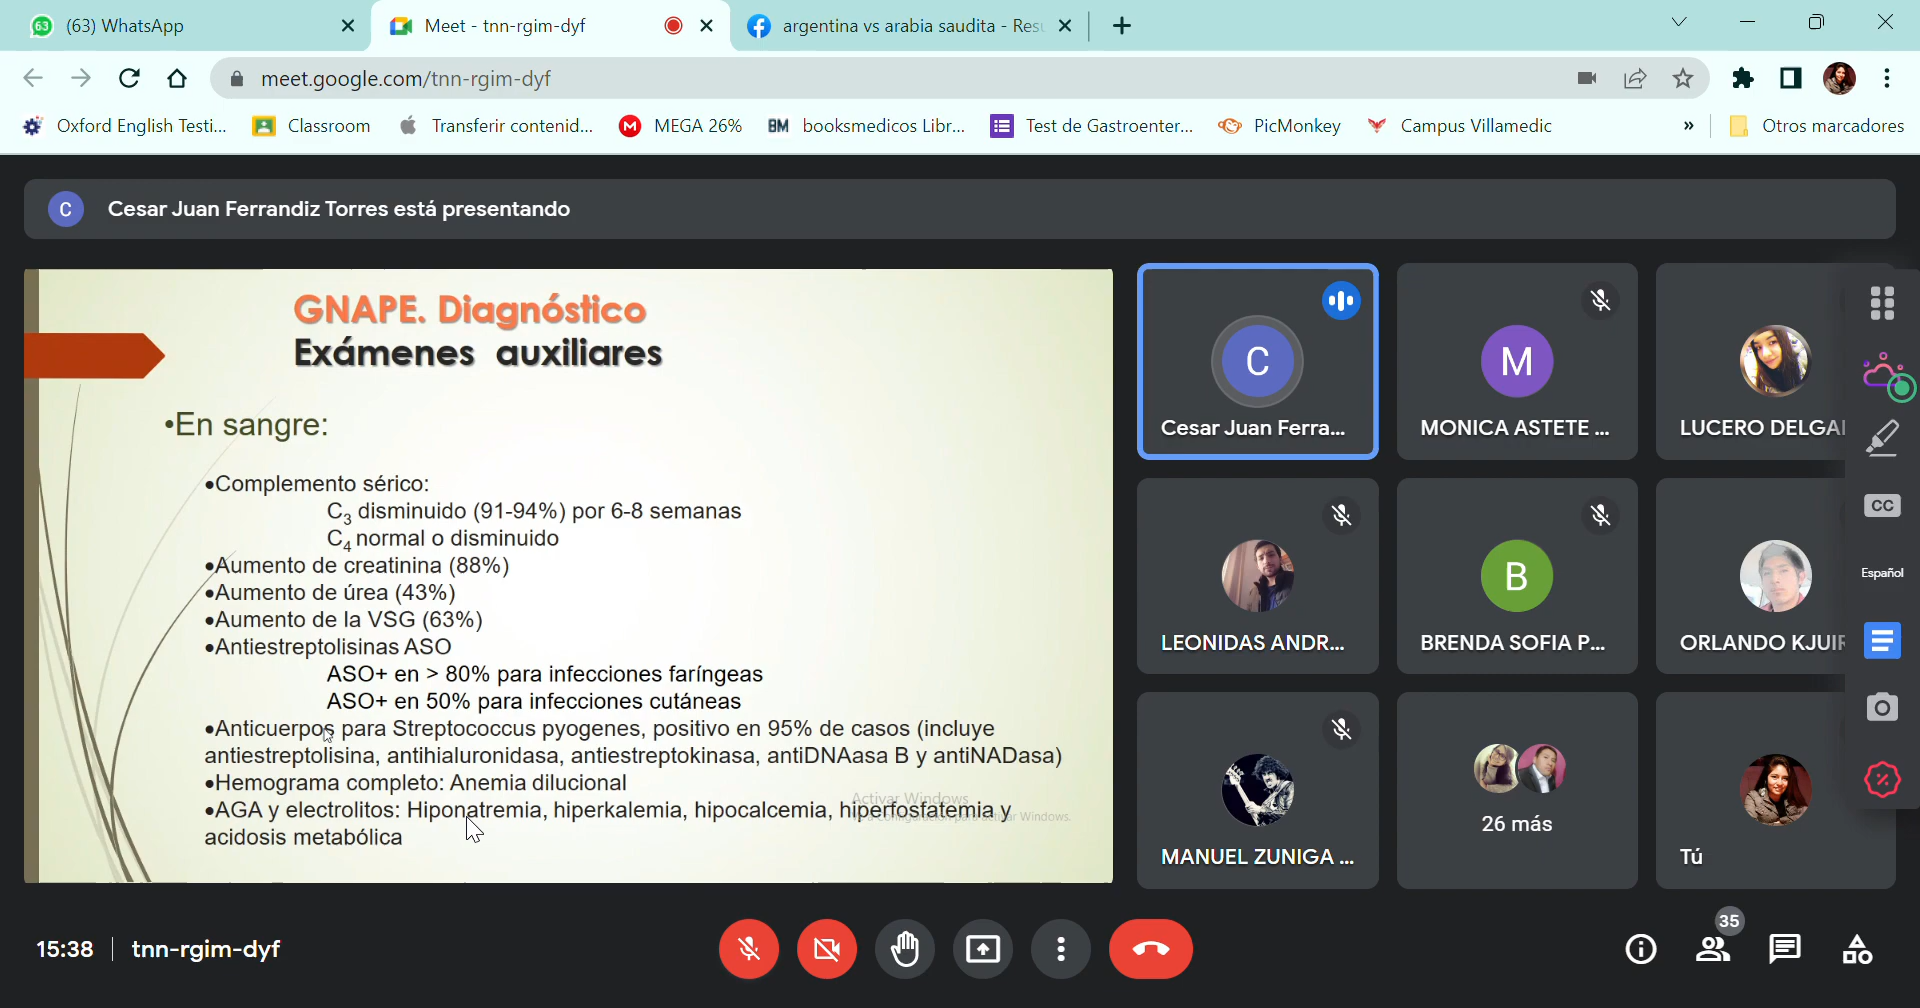 (63) WhatsApp
Meet - tnn-rgim-dyf
argentina vs arabia saudita - Resu
meet.google.com/tnn-rgim-dyf
Oxford English Testi...
Classroom
Transferir contenid...
MEGA 26%
BM booksmedicos Libr...
Test de Gastroenter...
PicMonkey
Campus Villamedic
»
Otros marcadores
C
Cesar Juan Ferrandiz Torres está presentando
GNAPE. Diagnóstico
Exámenes auxiliares
•En sangre:
•Complemento sérico:
C3 disminuido (91-94%) por 6-8 semanas
C4 normal o disminuido
•Aumento de creatinina (88%)
•Aumento de úrea (43%)
•Aumento de la VSG (63%)
•Antiestreptolisinas ASO
ASO+ en > 80% para infecciones faríngeas
ASO+ en 50% para infecciones cutáneas
•Anticuerpos para Streptococcus pyogenes, positivo en 95% de casos (incluye
antiestreptolisina, antihialuronidasa, antiestreptokinasa, antiDNAasa B y antiNADasa)
•Hemograma completo: Anemia dilucional
•AGA y electrolitos: Hiponatremia, hiperkalemia, hipocalcemia, hiperfosfatemia y
acidosis metabólica
Activar Windows
Ve a Configuración para activar Windows.
C
Cesar Juan Ferra...
M
MONICA ASTETE ...
LUCERO DELGA
LEONIDAS ANDR...
B
BRENDA SOFIA P...
ORLANDO KJUIR
MANUEL ZUNIGA ...
26 más
Tú
CC
Español
15:38
tnn-rgim-dyf
35